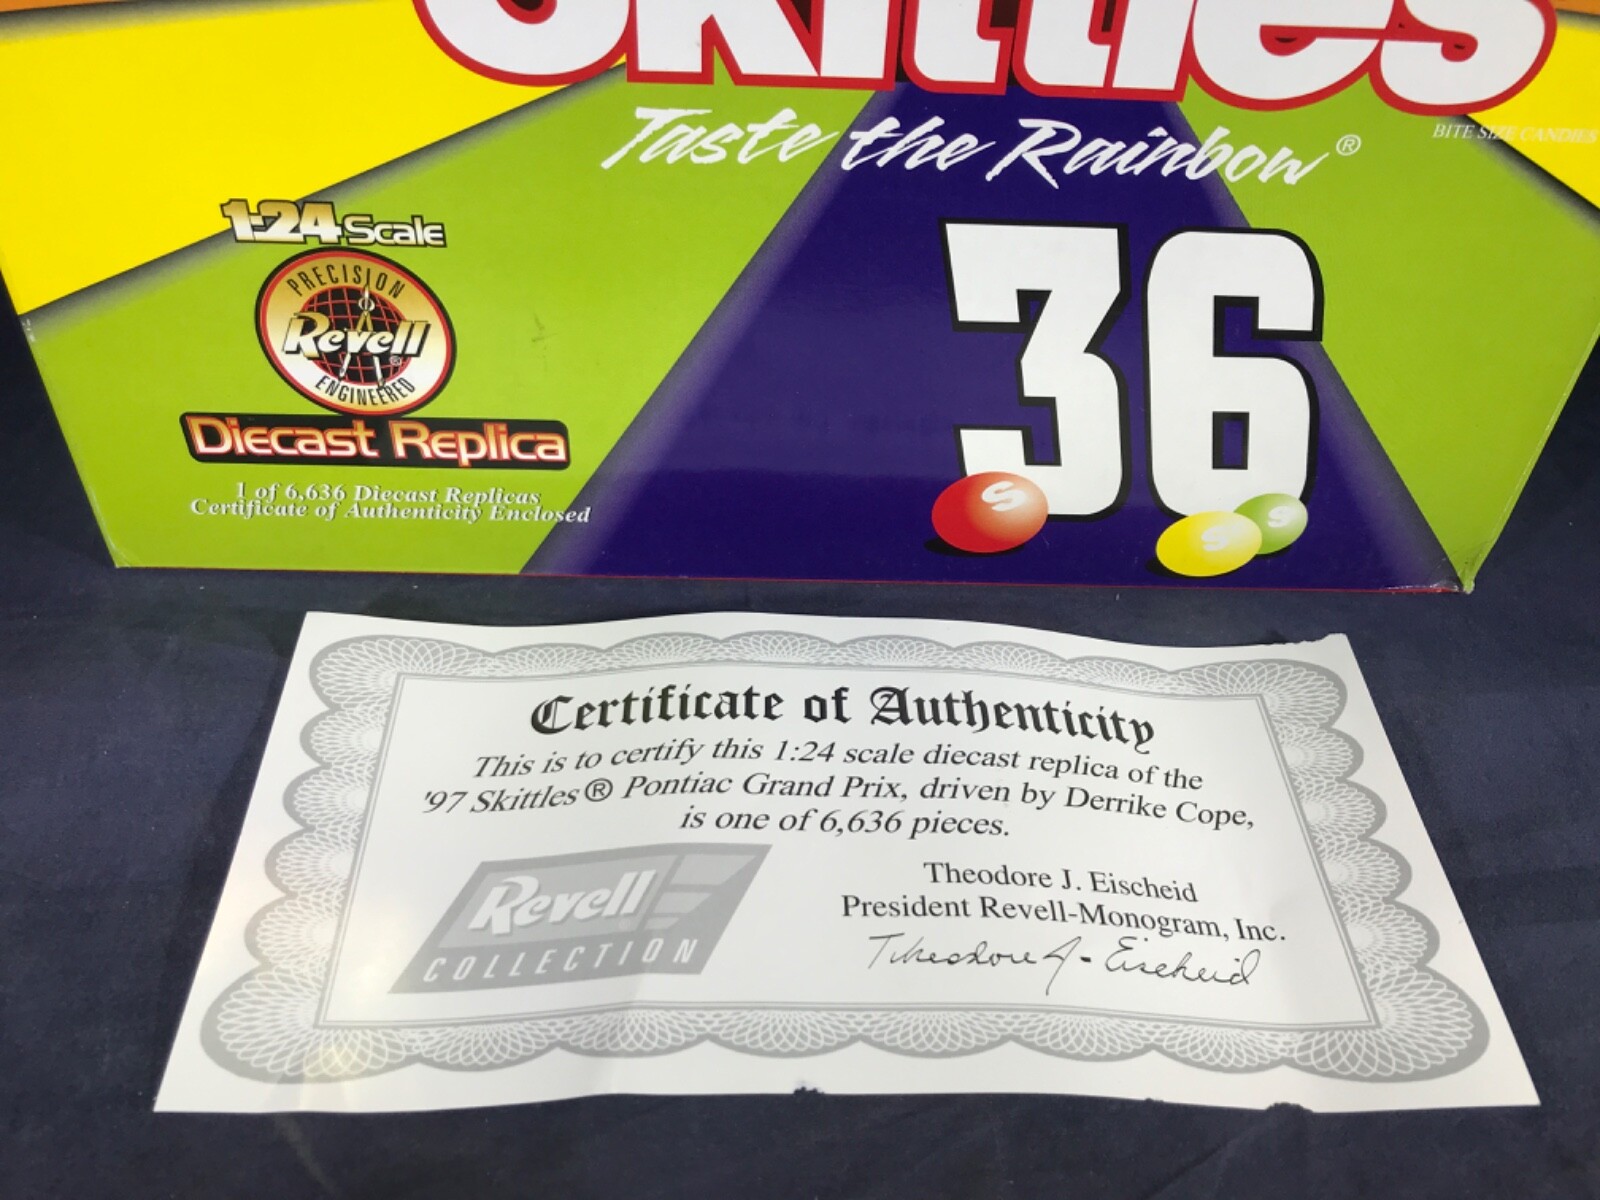 Skittles
Taste the Rainbow®
BITE SIZE CANDIES
1:24 Scale
PRECISION
Revell®
ENGINEERED
Diecast Replica
1 of 6,636 Diecast Replicas
Certificate of Authenticity Enclosed
36
S
S
S
Certificate of Authenticity
This is to certify this 1:24 scale diecast replica of the
'97 Skittles® Pontiac Grand Prix, driven by Derrike Cope,
is one of 6,636 pieces.
Revell
COLLECTION
Theodore J. Eischeid
President Revell-Monogram, Inc.
Theodore J. Eischeid